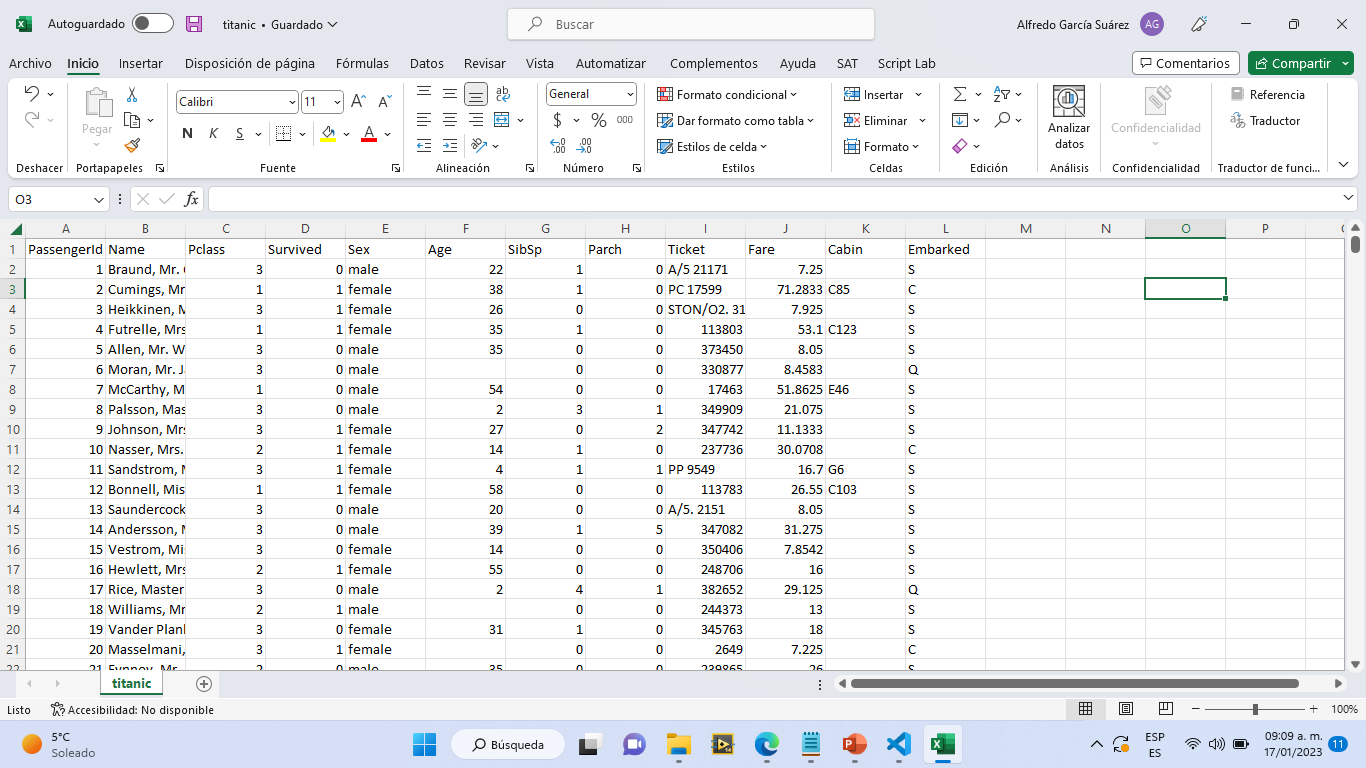 Autoguardado titanic • Guardado Buscar Alfredo García Suárez AG
Archivo Inicio Insertar Disposición de página Fórmulas Datos Revisar Vista Automatizar Complementos Ayuda SAT Script Lab Comentarios Compartir
Calibri 11 General Formato condicional Insertar Referencia
Pegar Dar formato como tabla Eliminar Analizar datos Confidencialidad Traductor
N K S $ % 000 Estilos de celda Formato
Deshacer Portapapeles Fuente Alineación Número Estilos Celdas Edición Análisis Confidencialidad Traductor de funci...
O3 fx
A B C D E F G H I J K L M N O P
1 PassengerId Name Pclass Survived Sex Age SibSp Parch Ticket Fare Cabin Embarked
2 1 Braund, Mr. 3 0 male 22 1 0 A/5 21171 7.25 S
3 2 Cumings, Mr 1 1 female 38 1 0 PC 17599 71.2833 C85 C
4 3 Heikkinen, 3 1 female 26 0 0 STON/O2. 31 7.925 S
5 4 Futrelle, Mrs 1 1 female 35 1 0 113803 53.1 C123 S
6 5 Allen, Mr. W 3 0 male 35 0 0 373450 8.05 S
7 6 Moran, Mr. J 3 0 male 0 0 330877 8.4583 Q
8 7 McCarthy, M 1 0 male 54 0 0 17463 51.8625 E46 S
9 8 Palsson, Mas 3 0 male 2 3 1 349909 21.075 S
10 9 Johnson, Mrs 3 1 female 27 0 2 347742 11.1333 S
11 10 Nasser, Mrs. 2 1 female 14 1 0 237736 30.0708 C
12 11 Sandstrom, 3 1 female 4 1 1 PP 9549 16.7 G6 S
13 12 Bonnell, Mis 1 1 female 58 0 0 113783 26.55 C103 S
14 13 Saundercock 3 0 male 20 0 0 A/5. 2151 8.05 S
15 14 Andersson, 3 0 male 39 1 5 347082 31.275 S
16 15 Vestrom, Mi 3 0 female 14 0 0 350406 7.8542 S
17 16 Hewlett, Mrs 2 1 female 55 0 0 248706 16 S
18 17 Rice, Master 3 0 male 2 4 1 382652 29.125 Q
19 18 Williams, Mr 2 1 male 0 0 244373 13 S
20 19 Vander Plank 3 0 female 31 1 0 345763 18 S
21 20 Masselmani, 3 1 female 0 0 2649 7.225 C
22 21 Fynney, Mr. 2 0 male 35 0 0 239865 26 S
titanic
Listo Accesibilidad: No disponible 100%
5°C
Soleado
Búsqueda
ESP
ES
09:09 a. m.
17/01/2023
11